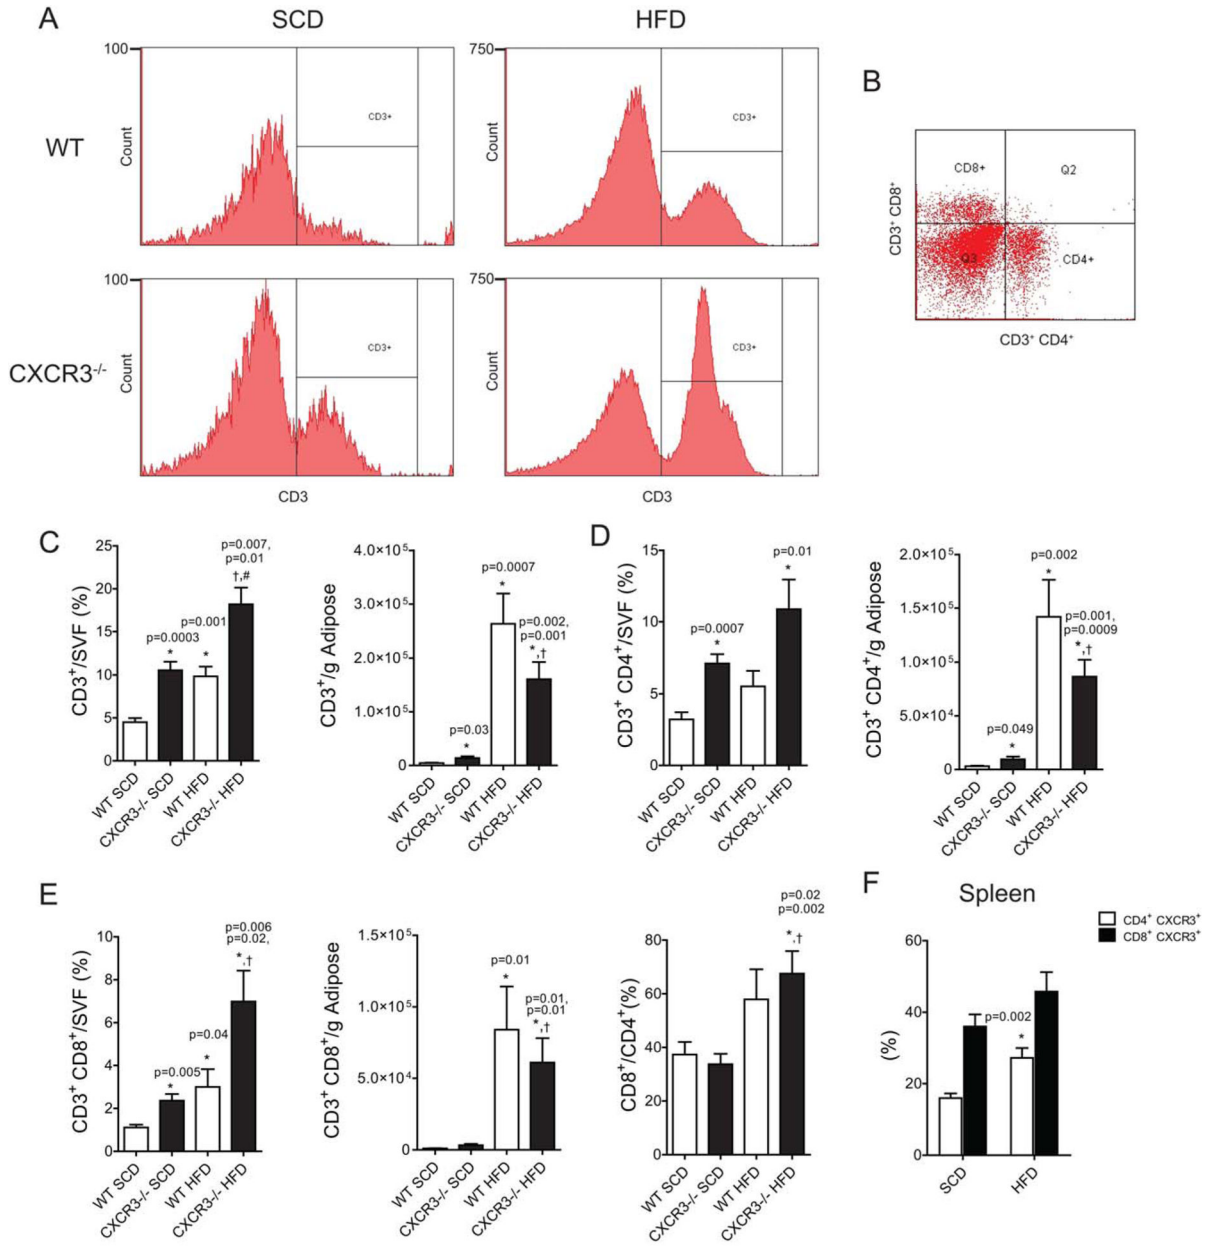 A
SCD
HFD
100
750
WT
Count
CD3+
Count
CD3+
B
CD8+
Q2
CD3⁺ CD8⁺
Q3
CD4+
CD3⁺ CD4⁺
100
750
CXCR3⁻/⁻
Count
CD3+
Count
CD3+
CD3
CD3
C
CD3⁺/SVF (%)
25
20
15
10
5
0
p=0.0003
*
p=0.001
*
p=0.007,
p=0.01
†,#
WT SCD
CXCR3-/- SCD
WT HFD
CXCR3-/- HFD
CD3⁺/g Adipose
4.0×10⁵
3.0×10⁵
2.0×10⁵
1.0×10⁵
0
p=0.03
*
p=0.0007
*
p=0.002,
p=0.001
*,†
WT SCD
CXCR3-/- SCD
WT HFD
CXCR3-/- HFD
D
CD3⁺ CD4⁺/SVF (%)
15
10
5
0
p=0.0007
*
p=0.01
*
WT SCD
CXCR3-/- SCD
WT HFD
CXCR3-/- HFD
CD3⁺ CD4⁺/g Adipose
2.0×10⁵
1.5×10⁵
1.0×10⁵
5.0×10⁴
0
p=0.049
*
p=0.002
*
p=0.001,
p=0.0009
*,†
WT SCD
CXCR3-/- SCD
WT HFD
CXCR3-/- HFD
E
CD3⁺ CD8⁺/SVF (%)
10
8
6
4
2
0
p=0.005
*
p=0.04
*
p=0.006
p=0.02,
*,†
WT SCD
CXCR3-/- SCD
WT HFD
CXCR3-/- HFD
CD3⁺ CD8⁺/g Adipose
1.5×10⁵
1.0×10⁵
5.0×10⁴
0
p=0.01
*
p=0.01,
p=0.01
*,†
WT SCD
CXCR3-/- SCD
WT HFD
CXCR3-/- HFD
CD8⁺/CD4⁺(%)
80
60
40
20
0
p=0.02
p=0.002
*,†
WT SCD
CXCR3-/- SCD
WT HFD
CXCR3-/- HFD
F
Spleen
CD4⁺ CXCR3⁺
CD8⁺ CXCR3⁺
(%)
60
40
20
0
p=0.002
*
SCD
HFD